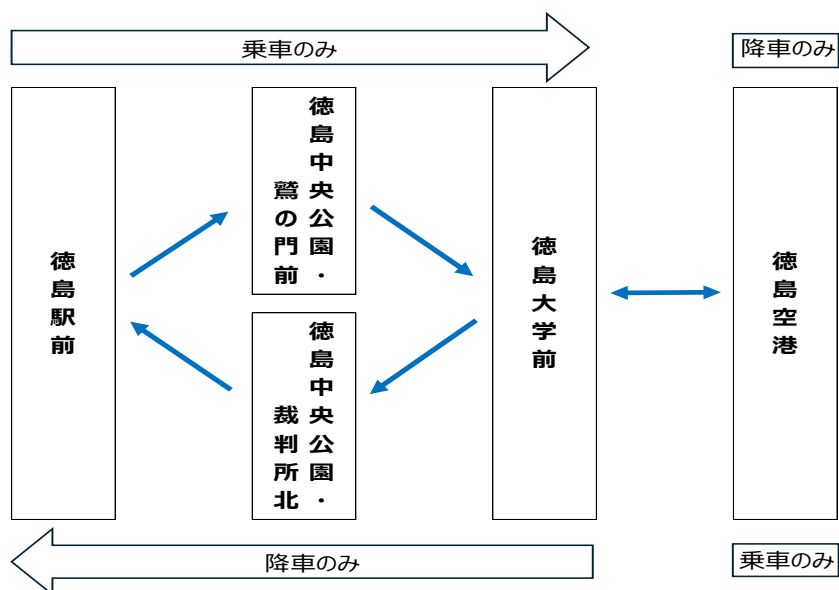 乗車のみ
降車のみ
徳島駅前
徳島中央公園・
鷲の門前
徳島中央公園・
裁判所北
徳島大学前
徳島空港
降車のみ
乗車のみ